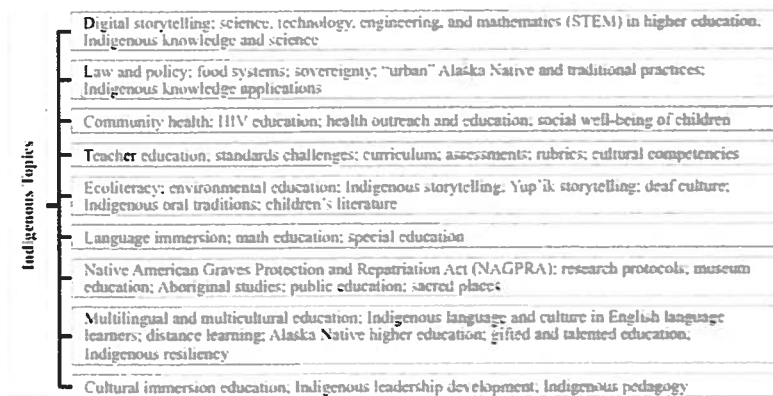 Indigenous Topics
Digital storytelling; science, technology, engineering, and mathematics (STEM) in higher education,
Indigenous knowledge and science
Law and policy; food systems; sovereignty; "urban" Alaska Native and traditional practices;
Indigenous knowledge applications
Community health; HIV education; health outreach and education; social well-being of children
Teacher education; standards challenges; curriculum; assessments; rubrics; cultural competencies
Ecoliteracy; environmental education; Indigenous storytelling; Yup'ik storytelling; deaf culture;
Indigenous oral traditions; children's literature
Language immersion; math education; special education
Native American Graves Protection and Repatriation Act (NAGPRA); research protocols; museum
education; Aboriginal studies; public education; sacred places
Multilingual and multicultural education; Indigenous language and culture in English language
learners; distance learning; Alaska Native higher education; gifted and talented education;
Indigenous resiliency
Cultural immersion education; Indigenous leadership development; Indigenous pedagogy